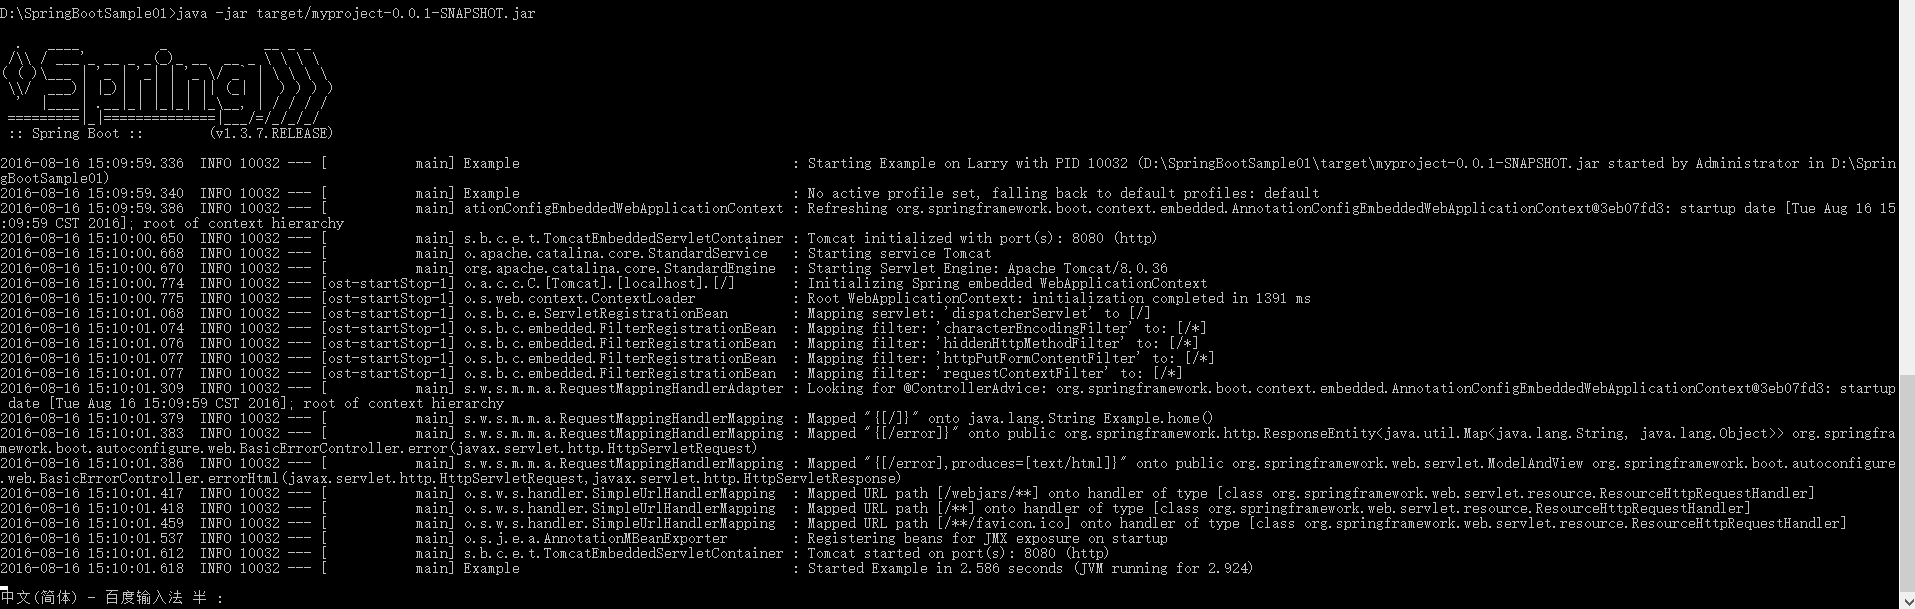 D:\SpringBootSample01>java -jar target/myproject-0.0.1-SNAPSHOT.jar
  .   ____          _            __ _ _
 /\\ / ___'_ __ _ _(_)_ __  __ _ \ \ \ \
( ( )\___ | '_ | '_| | '_ \/ _` | \ \ \ \
 \\/  ___)| |_)| | | | | || (_| |  ) ) ) )
  '  |____| .__|_| |_|_| |_\__, | / / / /
 =========|_|==============|___/=/_/_/_/
 :: Spring Boot ::        (v1.3.7.RELEASE)
2016-08-16 15:09:59.336  INFO 10032 --- [           main] Example                                  : Starting Example on Larry with PID 10032 (D:\SpringBootSample01\target\myproject-0.0.1-SNAPSHOT.jar started by Administrator in D:\Sprin
gBootSample01)
2016-08-16 15:09:59.340  INFO 10032 --- [           main] Example                                  : No active profile set, falling back to default profiles: default
2016-08-16 15:09:59.386  INFO 10032 --- [           main] ationConfigEmbeddedWebApplicationContext : Refreshing org.springframework.boot.context.embedded.AnnotationConfigEmbeddedWebApplicationContext@3eb07fd3: startup date [Tue Aug 16 15
:09:59 CST 2016]; root of context hierarchy
2016-08-16 15:10:00.650  INFO 10032 --- [           main] s.b.c.e.t.TomcatEmbeddedServletContainer : Tomcat initialized with port(s): 8080 (http)
2016-08-16 15:10:00.668  INFO 10032 --- [           main] o.apache.catalina.core.StandardService   : Starting service Tomcat
2016-08-16 15:10:00.670  INFO 10032 --- [           main] org.apache.catalina.core.StandardEngine  : Starting Servlet Engine: Apache Tomcat/8.0.36
2016-08-16 15:10:00.774  INFO 10032 --- [ost-startStop-1] o.a.c.c.C.[Tomcat].[localhost].[/]       : Initializing Spring embedded WebApplicationContext
2016-08-16 15:10:00.775  INFO 10032 --- [ost-startStop-1] o.s.web.context.ContextLoader            : Root WebApplicationContext: initialization completed in 1391 ms
2016-08-16 15:10:01.068  INFO 10032 --- [ost-startStop-1] o.s.b.c.e.ServletRegistrationBean        : Mapping servlet: 'dispatcherServlet' to [/]
2016-08-16 15:10:01.074  INFO 10032 --- [ost-startStop-1] o.s.b.c.embedded.FilterRegistrationBean  : Mapping filter: 'characterEncodingFilter' to: [/*]
2016-08-16 15:10:01.076  INFO 10032 --- [ost-startStop-1] o.s.b.c.embedded.FilterRegistrationBean  : Mapping filter: 'hiddenHttpMethodFilter' to: [/*]
2016-08-16 15:10:01.077  INFO 10032 --- [ost-startStop-1] o.s.b.c.embedded.FilterRegistrationBean  : Mapping filter: 'httpPutFormContentFilter' to: [/*]
2016-08-16 15:10:01.077  INFO 10032 --- [ost-startStop-1] o.s.b.c.embedded.FilterRegistrationBean  : Mapping filter: 'requestContextFilter' to: [/*]
2016-08-16 15:10:01.309  INFO 10032 --- [           main] s.w.s.m.m.a.RequestMappingHandlerAdapter : Looking for @ControllerAdvice: org.springframework.boot.context.embedded.AnnotationConfigEmbeddedWebApplicationContext@3eb07fd3: startup
 date [Tue Aug 16 15:09:59 CST 2016]; root of context hierarchy
2016-08-16 15:10:01.379  INFO 10032 --- [           main] s.w.s.m.m.a.RequestMappingHandlerMapping : Mapped "{[/]}" onto java.lang.String Example.home()
2016-08-16 15:10:01.383  INFO 10032 --- [           main] s.w.s.m.m.a.RequestMappingHandlerMapping : Mapped "{[/error]}" onto public org.springframework.http.ResponseEntity<java.util.Map<java.lang.String, java.lang.Object>> org.springfra
mework.boot.autoconfigure.web.BasicErrorController.error(javax.servlet.http.HttpServletRequest)
2016-08-16 15:10:01.386  INFO 10032 --- [           main] s.w.s.m.m.a.RequestMappingHandlerMapping : Mapped "{[/error],produces=[text/html]}" onto public org.springframework.web.servlet.ModelAndView org.springframework.boot.autoconfigure
.web.BasicErrorController.errorHtml(javax.servlet.http.HttpServletRequest,javax.servlet.http.HttpServletResponse)
2016-08-16 15:10:01.417  INFO 10032 --- [           main] o.s.w.s.handler.SimpleUrlHandlerMapping  : Mapped URL path [/webjars/**] onto handler of type [class org.springframework.web.servlet.resource.ResourceHttpRequestHandler]
2016-08-16 15:10:01.418  INFO 10032 --- [           main] o.s.w.s.handler.SimpleUrlHandlerMapping  : Mapped URL path [/**] onto handler of type [class org.springframework.web.servlet.resource.ResourceHttpRequestHandler]
2016-08-16 15:10:01.459  INFO 10032 --- [           main] o.s.w.s.handler.SimpleUrlHandlerMapping  : Mapped URL path [/**/favicon.ico] onto handler of type [class org.springframework.web.servlet.resource.ResourceHttpRequestHandler]
2016-08-16 15:10:01.537  INFO 10032 --- [           main] o.s.j.e.a.AnnotationMBeanExporter        : Registering beans for JMX exposure on startup
2016-08-16 15:10:01.612  INFO 10032 --- [           main] s.b.c.e.t.TomcatEmbeddedServletContainer : Tomcat started on port(s): 8080 (http)
2016-08-16 15:10:01.618  INFO 10032 --- [           main] Example                                  : Started Example in 2.586 seconds (JVM running for 2.924)
中文(简体) - 百度输入法 半 :